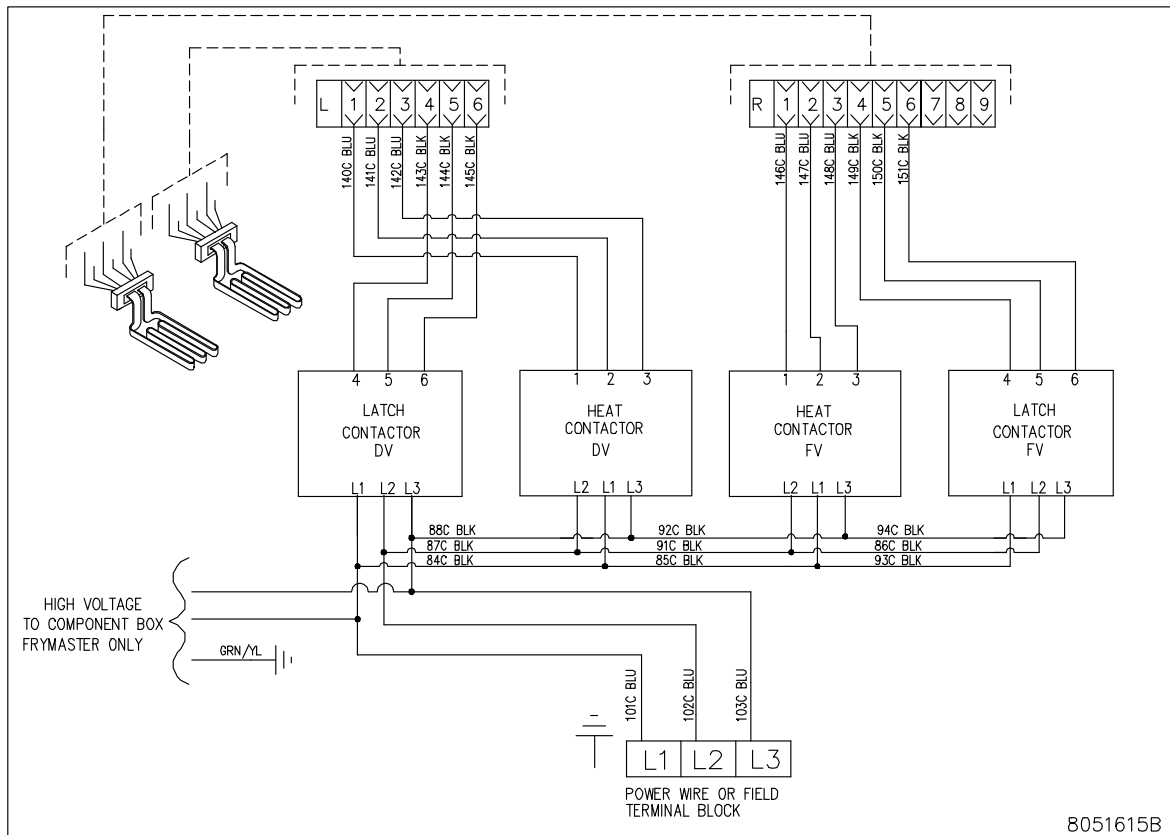 L 1 2 3 4 5 6
R 1 2 3 4 5 6 7 8 9
140C BLU
141C BLU
142C BLU
143C BLK
144C BLK
145C BLK
146C BLU
147C BLU
148C BLU
149C BLK
150C BLK
151C BLK
4 5 6
LATCH
CONTACTOR
DV
L1 L2 L3
1 2 3
HEAT
CONTACTOR
DV
L2 L1 L3
1 2 3
HEAT
CONTACTOR
FV
L2 L1 L3
4 5 6
LATCH
CONTACTOR
FV
L1 L2 L3
88C BLK 92C BLK 94C BLK
87C BLK 91C BLK 86C BLK
84C BLK 85C BLK 93C BLK
HIGH VOLTAGE
TO COMPONENT BOX
FRYMASTER ONLY
GRN/YL
101C BLU
102C BLU
103C BLU
L1 L2 L3
POWER WIRE OR FIELD
TERMINAL BLOCK
8051615B